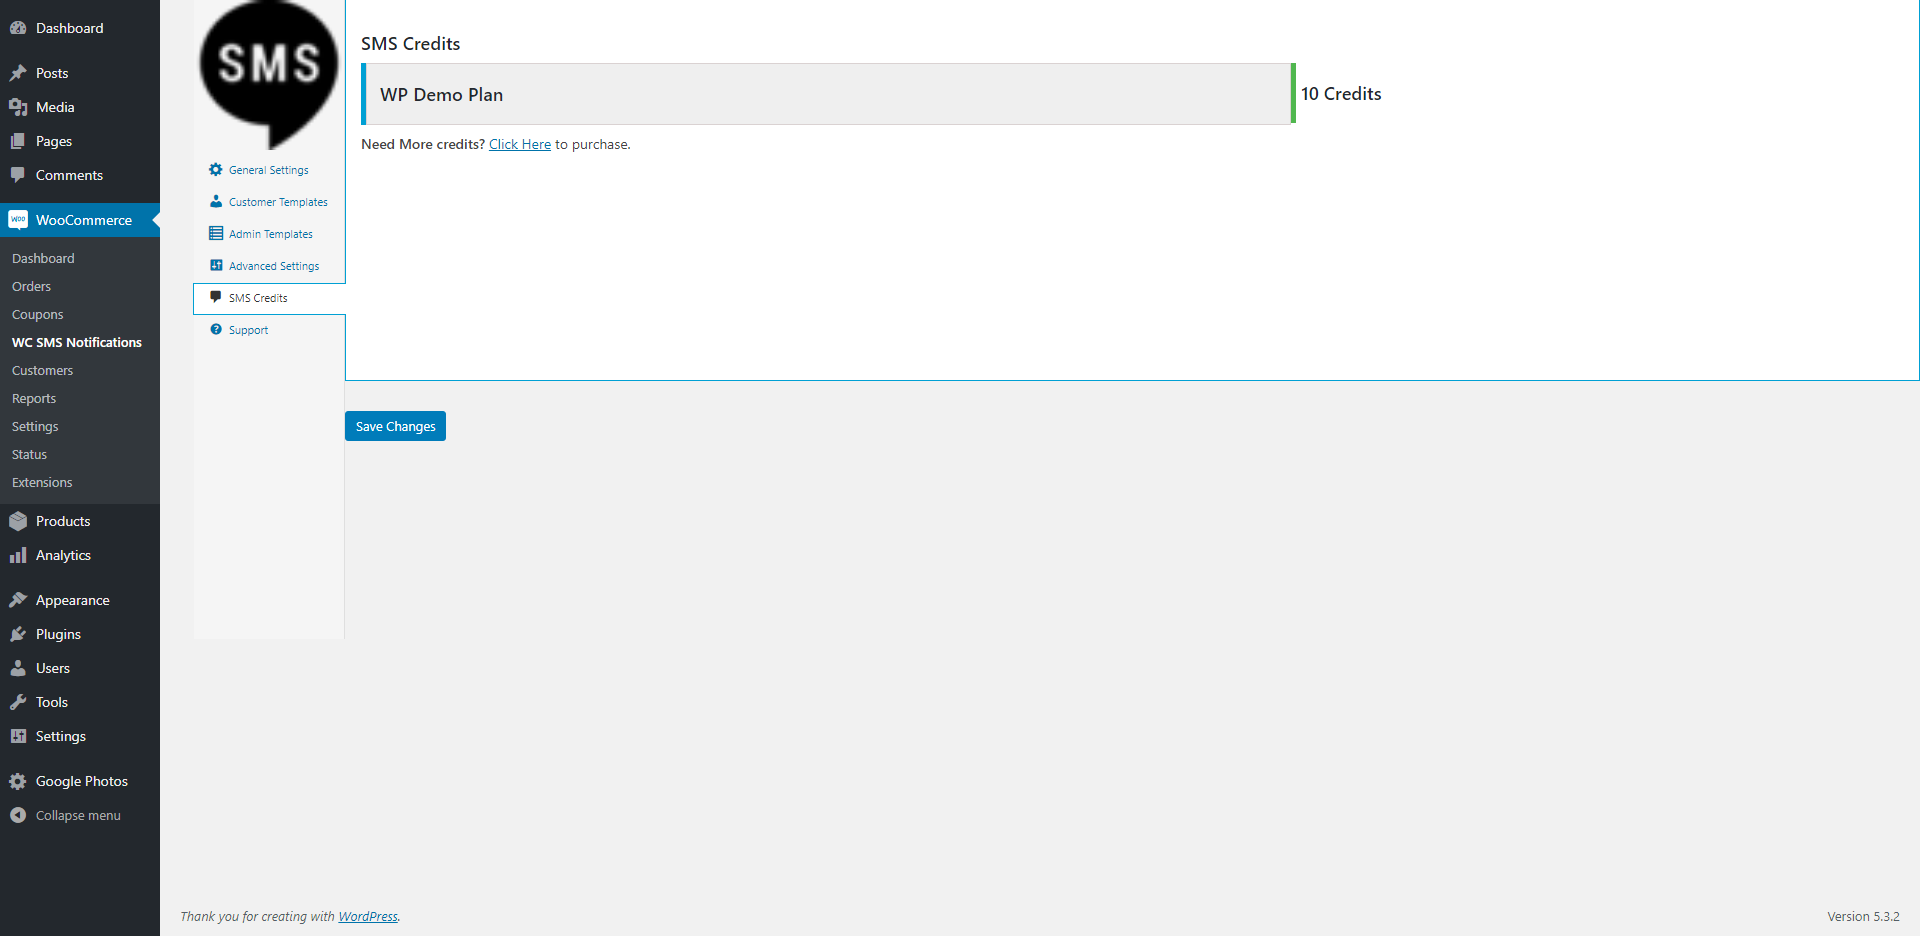 Dashboard
Posts
Media
Pages
Comments
woo WooCommerce
Dashboard
Orders
Coupons
WC SMS Notifications
Customers
Reports
Settings
Status
Extensions
Products
Analytics
Appearance
Plugins
Users
Tools
Settings
Google Photos
Collapse menu
SMS
General Settings
Customer Templates
Admin Templates
Advanced Settings
SMS Credits
Support
SMS Credits
WP Demo Plan
10 Credits
Need More credits? Click Here to purchase.
Save Changes
Thank you for creating with WordPress.
Version 5.3.2